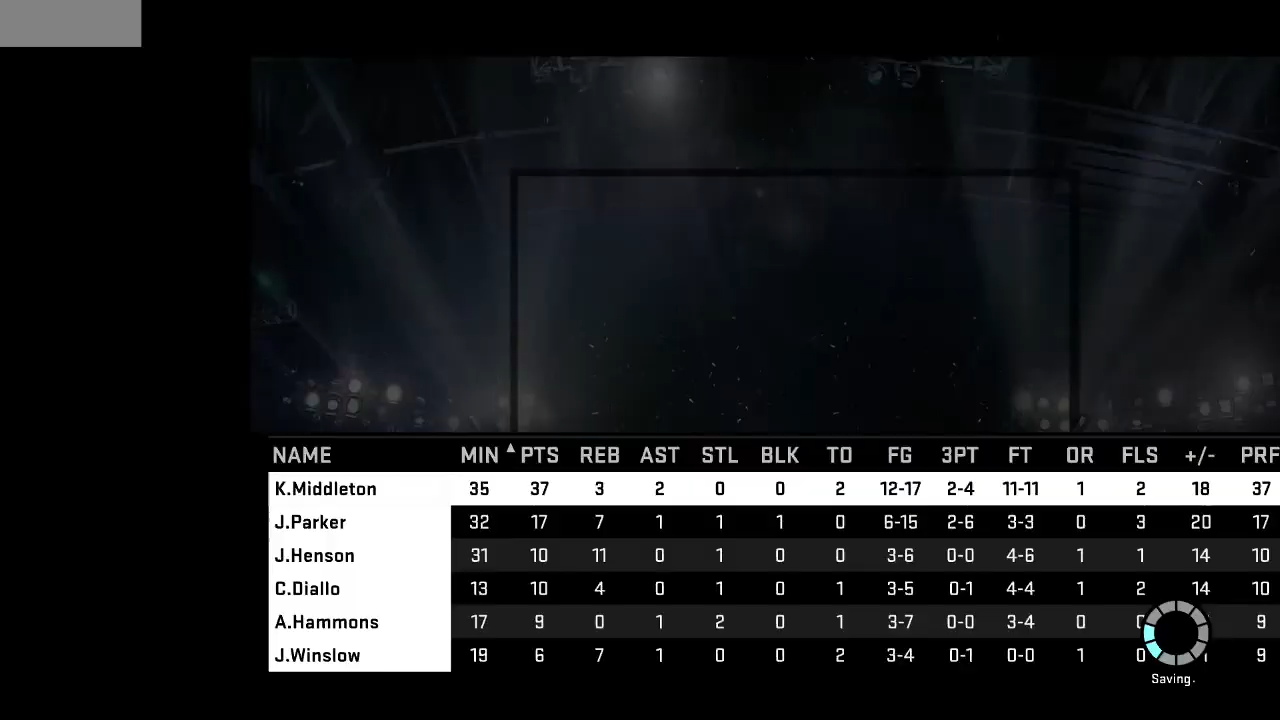 NAME MIN ▲ PTS REB AST STL BLK TO FG 3PT FT OR FLS +/- PRF
K.Middleton 35 37 3 2 0 0 2 12-17 2-4 11-11 1 2 18 37
J.Parker 32 17 7 1 1 1 0 6-15 2-6 3-3 0 3 20 17
J.Henson 31 10 11 0 1 0 0 3-6 0-0 4-6 1 1 14 10
C.Diallo 13 10 4 0 1 0 1 3-5 0-1 4-4 1 2 14 10
A.Hammons 17 9 0 1 2 0 1 3-7 0-0 3-4 0 9
J.Winslow 19 6 7 1 0 0 2 3-4 0-1 0-0 1 0 9
Saving.